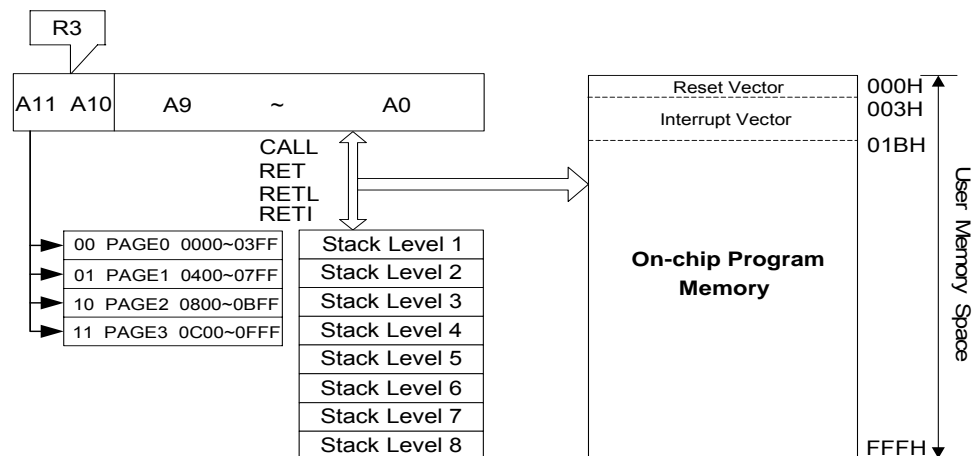 R3
A11 A10 A9 ~ A0
CALL
RET
RETL
RETI
00 PAGE0 0000~03FF
01 PAGE1 0400~07FF
10 PAGE2 0800~0BFF
11 PAGE3 0C00~0FFF
Stack Level 1
Stack Level 2
Stack Level 3
Stack Level 4
Stack Level 5
Stack Level 6
Stack Level 7
Stack Level 8
Reset Vector
Interrupt Vector
On-chip Program
Memory
000H
003H
01BH
FFFH
User Memory Space